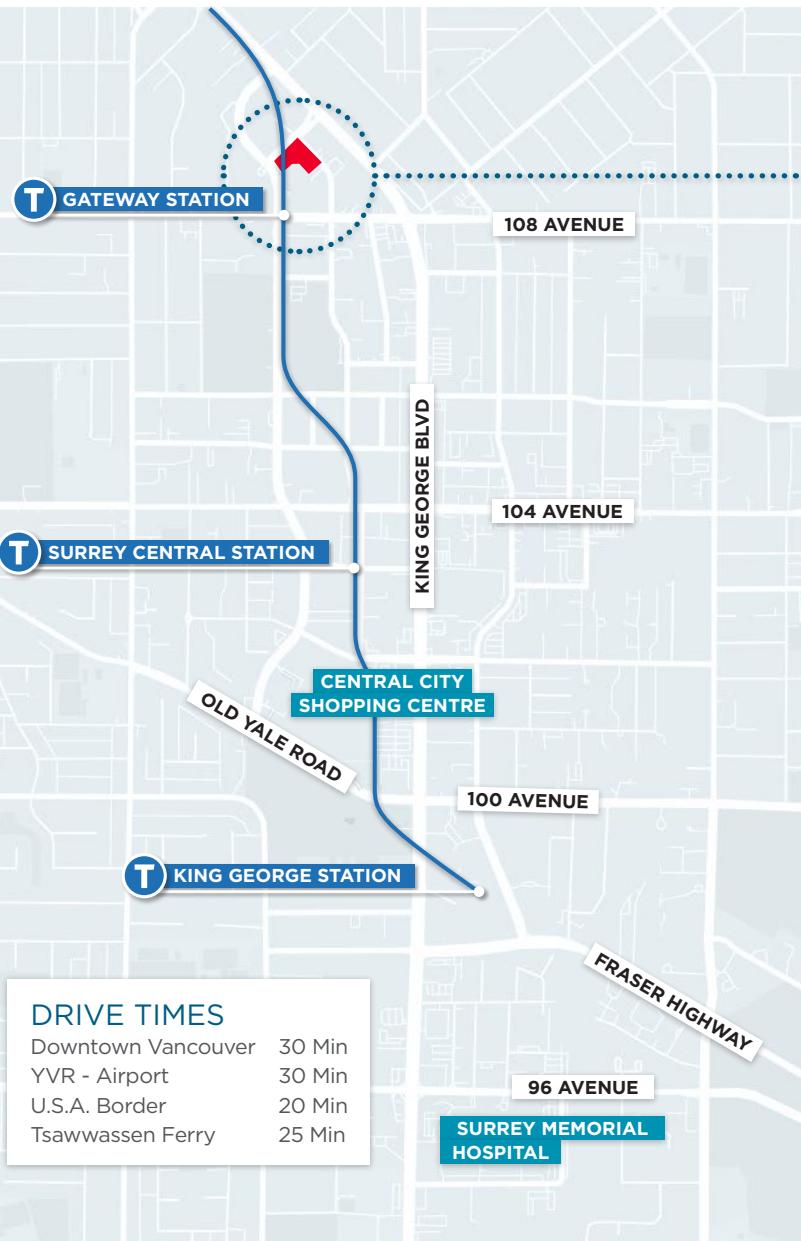 T GATEWAY STATION
108 AVENUE
KING GEORGE BLVD
104 AVENUE
T SURREY CENTRAL STATION
CENTRAL CITY
SHOPPING CENTRE
OLD YALE ROAD
100 AVENUE
T KING GEORGE STATION
FRASER HIGHWAY
DRIVE TIMES
Downtown Vancouver 30 Min
YVR - Airport 30 Min
U.S.A. Border 20 Min
Tsawwassen Ferry 25 Min
96 AVENUE
SURREY MEMORIAL
HOSPITAL